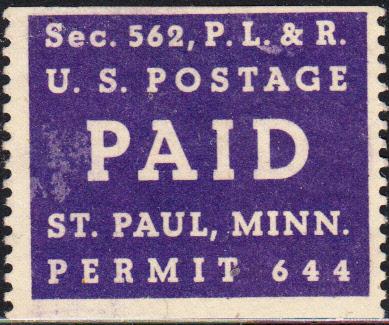 Sec. 562, P. L. & R.
U. S. POSTAGE
PAID
ST. PAUL, MINN.
PERMIT 644